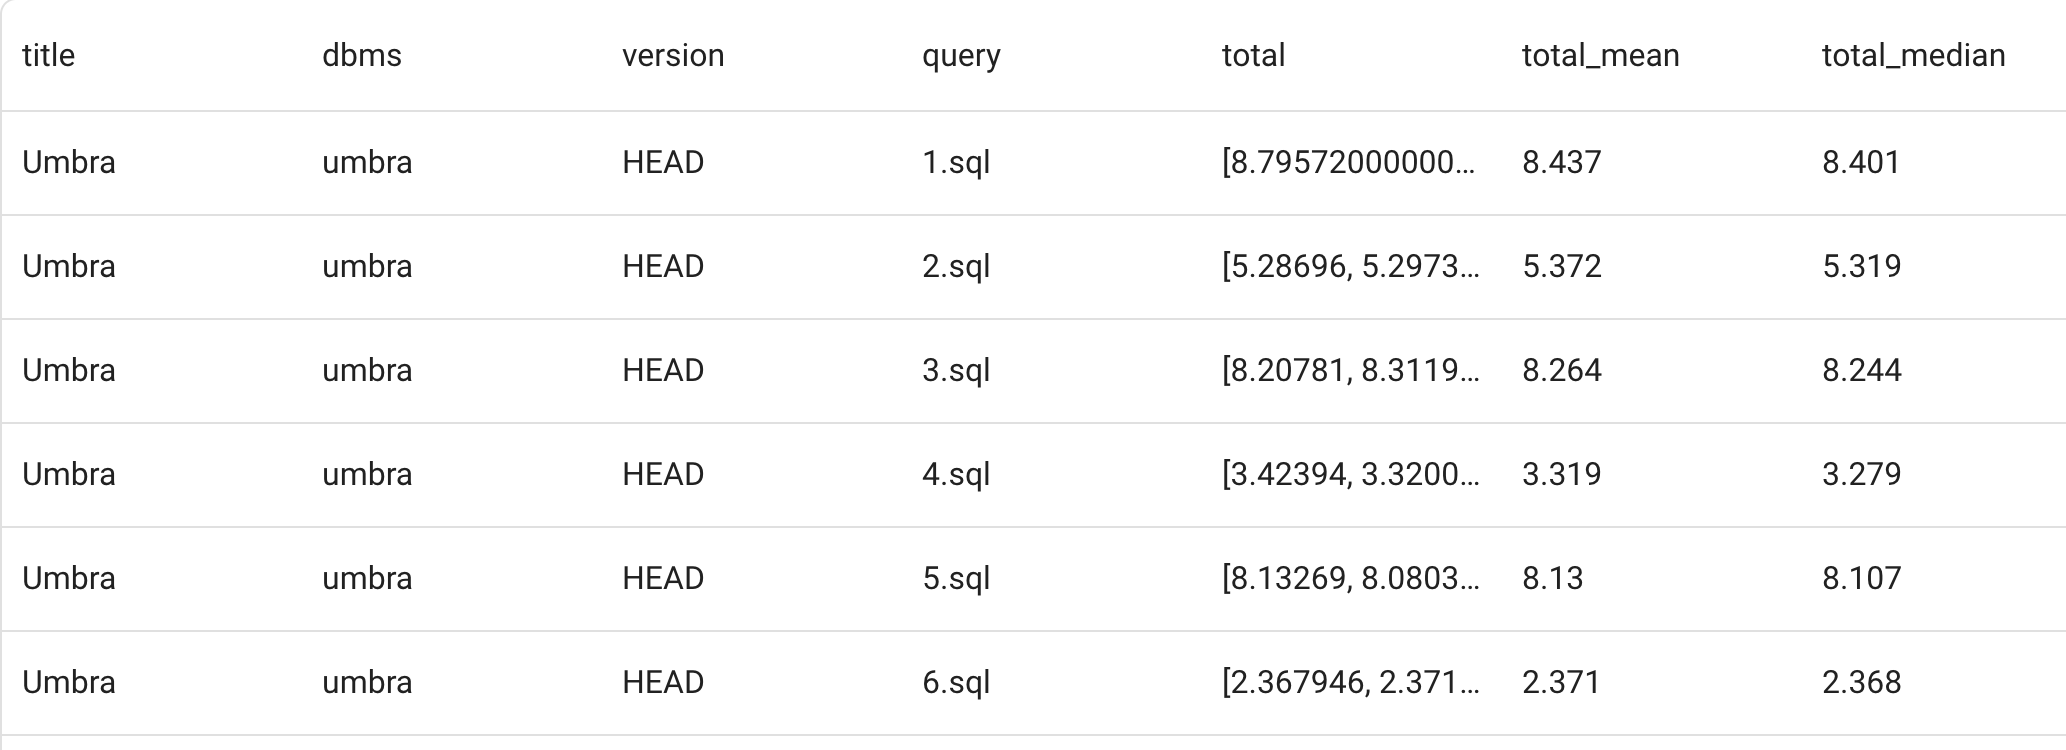 title dbms version query total total_mean total_median
Umbra umbra HEAD 1.sql [8.79572000000... 8.437 8.401
Umbra umbra HEAD 2.sql [5.28696, 5.2973... 5.372 5.319
Umbra umbra HEAD 3.sql [8.20781, 8.3119... 8.264 8.244
Umbra umbra HEAD 4.sql [3.42394, 3.3200... 3.319 3.279
Umbra umbra HEAD 5.sql [8.13269, 8.0803... 8.13 8.107
Umbra umbra HEAD 6.sql [2.367946, 2.371... 2.371 2.368